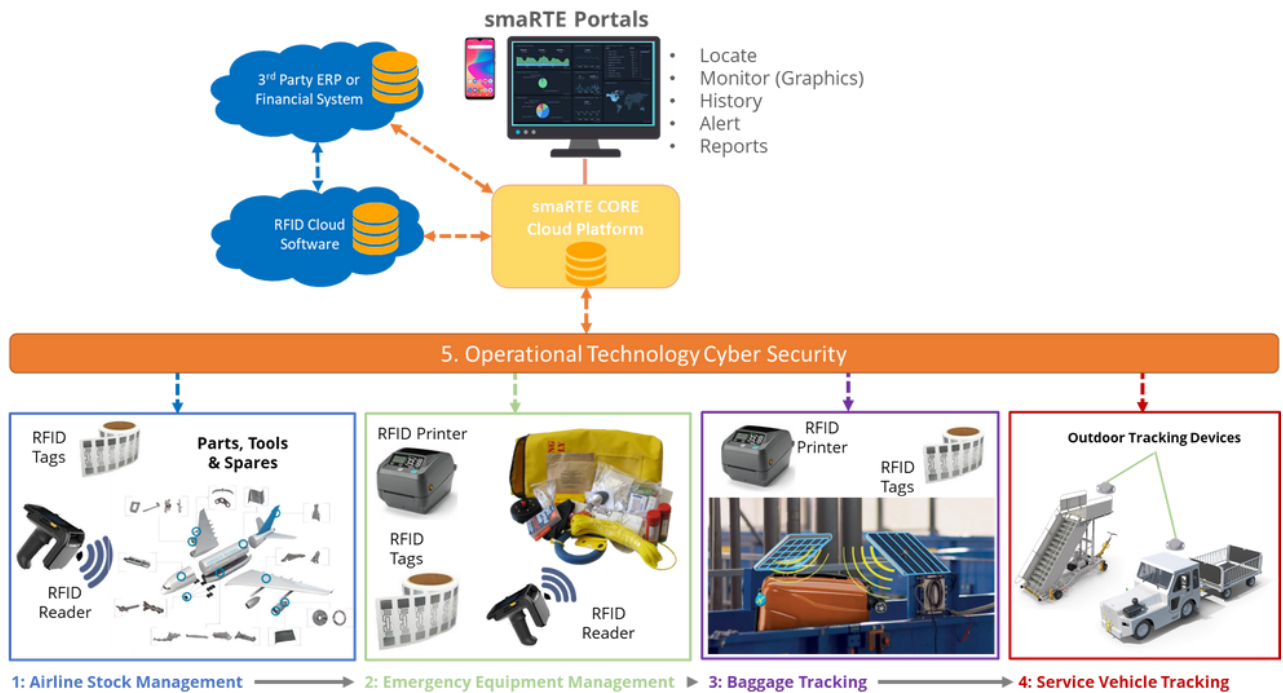 smaRTE Portals
• Locate
• Monitor (Graphics)
• History
• Alert
• Reports
3rd Party ERP or
Financial System
RFID Cloud
Software
smaRTE CORE
Cloud Platform
5. Operational Technology Cyber Security
RFID
Tags
Parts, Tools
& Spares
RFID
Reader
RFID Printer
RFID
Tags
RFID
Reader
RFID
Printer
RFID
Tags
Outdoor Tracking Devices
1: Airline Stock Management
2: Emergency Equipment Management
3: Baggage Tracking
4: Service Vehicle Tracking